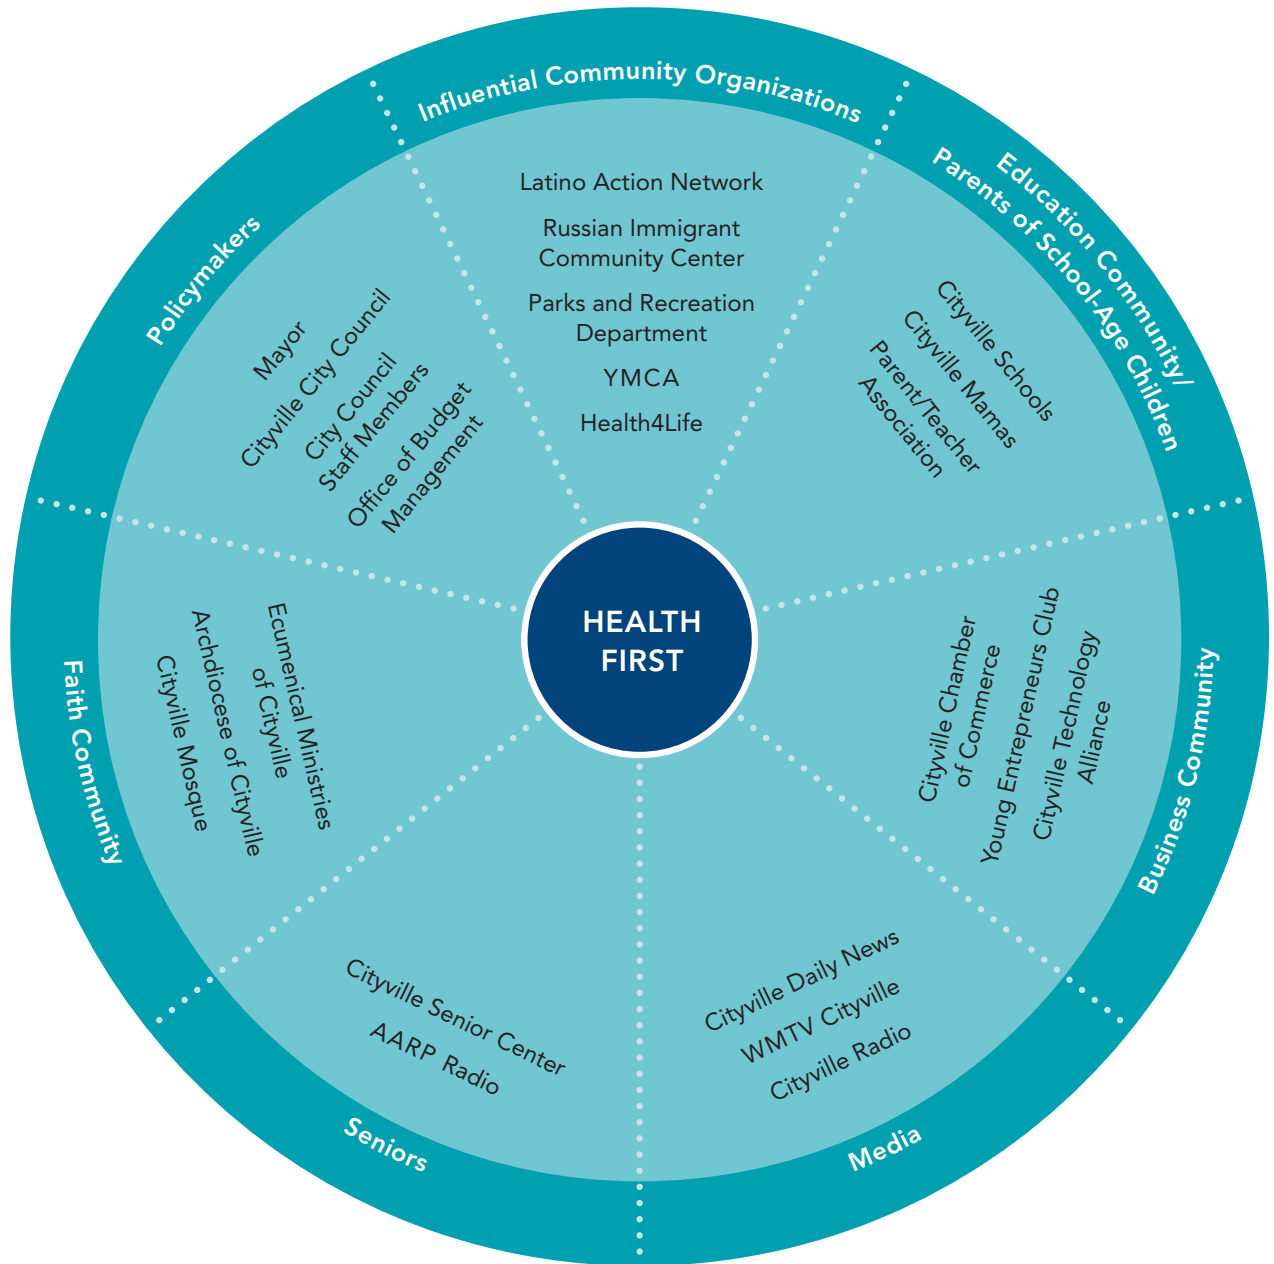 Influential Community Organizations
Latino Action Network
Russian Immigrant
Community Center
Parks and Recreation
Department
YMCA
Health4Life
Education Community/
Parents of School-Age Children
Cityville Schools
Cityville Mamas
Parent/Teacher
Association
Business Community
Cityville Chamber
of Commerce
Young Entrepreneurs Club
Cityville Technology
Alliance
Media
Cityville Daily News
WMTV Cityville
Cityville Radio
Seniors
Cityville Senior Center
AARP Radio
Faith Community
Ecumenical Ministries
of Cityville
Archdiocese of Cityville
Cityville Mosque
Policymakers
Mayor
Cityville City Council
City Council
Staff Members
Office of Budget
Management
HEALTH
FIRST